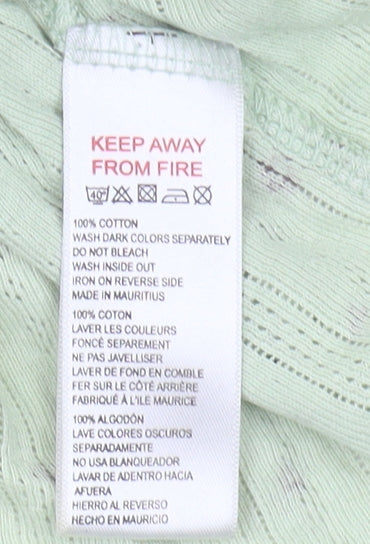 KEEP AWAY
FROM FIRE
40°
100% COTTON
WASH DARK COLORS SEPARATELY
DO NOT BLEACH
WASH INSIDE OUT
IRON ON REVERSE SIDE
MADE IN MAURITIUS
100% COTON
LAVER LES COULEURS
FONCÉ SEPAREMENT
NE PAS JAVELLISER
LAVER DE FOND EN COMBLE
FER SUR LE CÔTÉ ARRIÈRE
FABRIQUÉ À L'ILE MAURICE
100% ALGODÓN
LAVE COLORES OSCUROS
SEPARADAMENTE
NO USA BLANQUEADOR
LAVAR DE ADENTRO HACIA
AFUERA
HIERRO AL REVERSO
HECHO EN MAURICIO